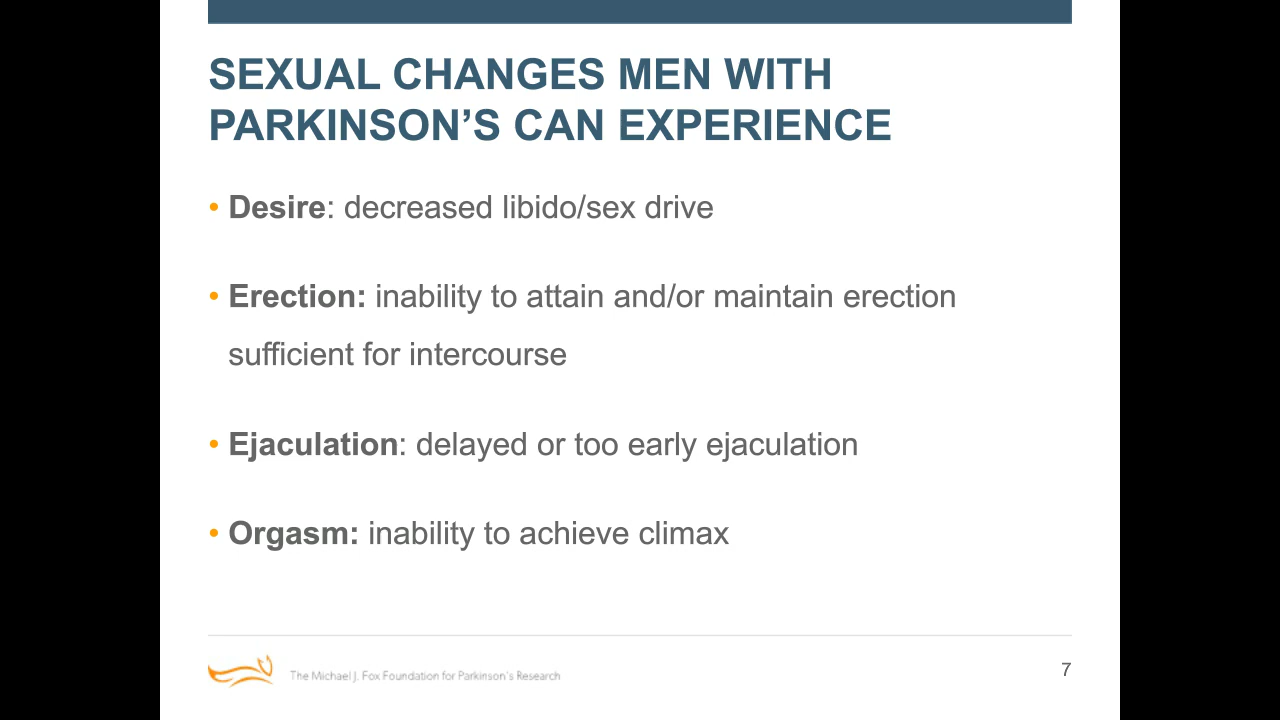 SEXUAL CHANGES MEN WITH
PARKINSON’S CAN EXPERIENCE
• Desire: decreased libido/sex drive
• Erection: inability to attain and/or maintain erection
sufficient for intercourse
• Ejaculation: delayed or too early ejaculation
• Orgasm: inability to achieve climax
The Michael J. Fox Foundation for Parkinson's Research
7